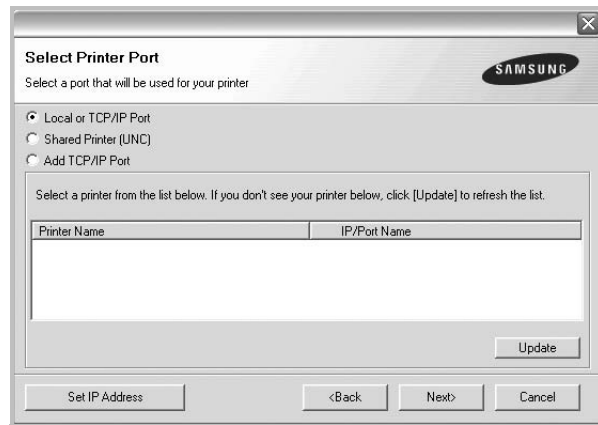 Select Printer Port
Select a port that will be used for your printer
SAMSUNG
Local or TCP/IP Port
Shared Printer (UNC)
Add TCP/IP Port
Select a printer from the list below. If you don't see your printer below, click [Update] to refresh the list.
Printer Name IP/Port Name
Update
Set IP Address <Back Next> Cancel